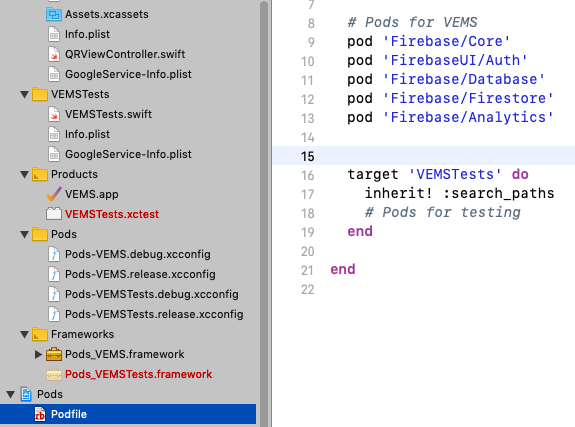 Assets.xcassets
Info.plist
QRViewController.swift
GoogleService-Info.plist
VEMSTests
VEMSTests.swift
Info.plist
GoogleService-Info.plist
Products
VEMS.app
VEMSTests.xctest
Pods
Pods-VEMS.debug.xcconfig
Pods-VEMS.release.xcconfig
Pods-VEMSTests.debug.xcconfig
Pods-VEMSTests.release.xcconfig
Frameworks
Pods_VEMS.framework
Pods_VEMSTests.framework
Pods
rb Podfile
7
8 # Pods for VEMS
9 pod 'Firebase/Core'
10 pod 'FirebaseUI/Auth'
11 pod 'Firebase/Database'
12 pod 'Firebase/Firestore'
13 pod 'Firebase/Analytics'
14
15
16 target 'VEMSTests' do
17 inherit! :search_paths
18 # Pods for testing
19 end
20
21 end
22